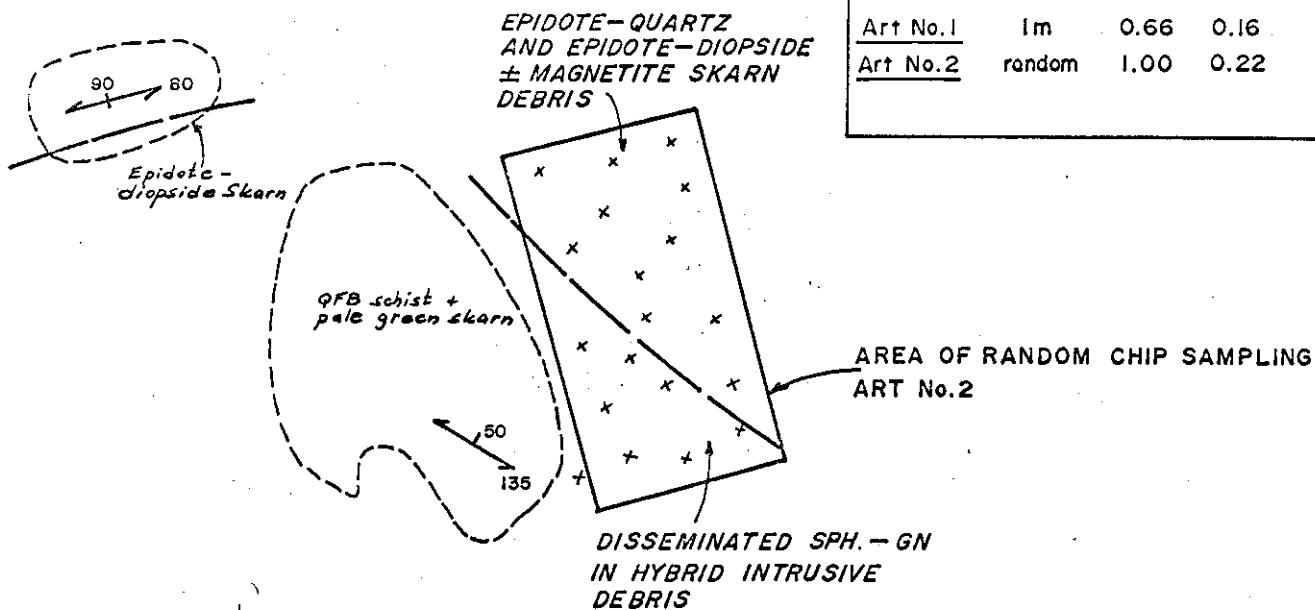 EPIDOTE-QUARTZ
AND EPIDOTE-DIOPSIDE
± MAGNETITE SKARN
DEBRIS
Art No.1 1m 0.66 0.16
Art No.2 random 1.00 0.22
90 80
Epidote-
diopside Skarn
QFB schist +
pale green skarn
50
135
AREA OF RANDOM CHIP SAMPLING
ART No.2
DISSEMINATED SPH.-GN
IN HYBRID INTRUSIVE
DEBRIS